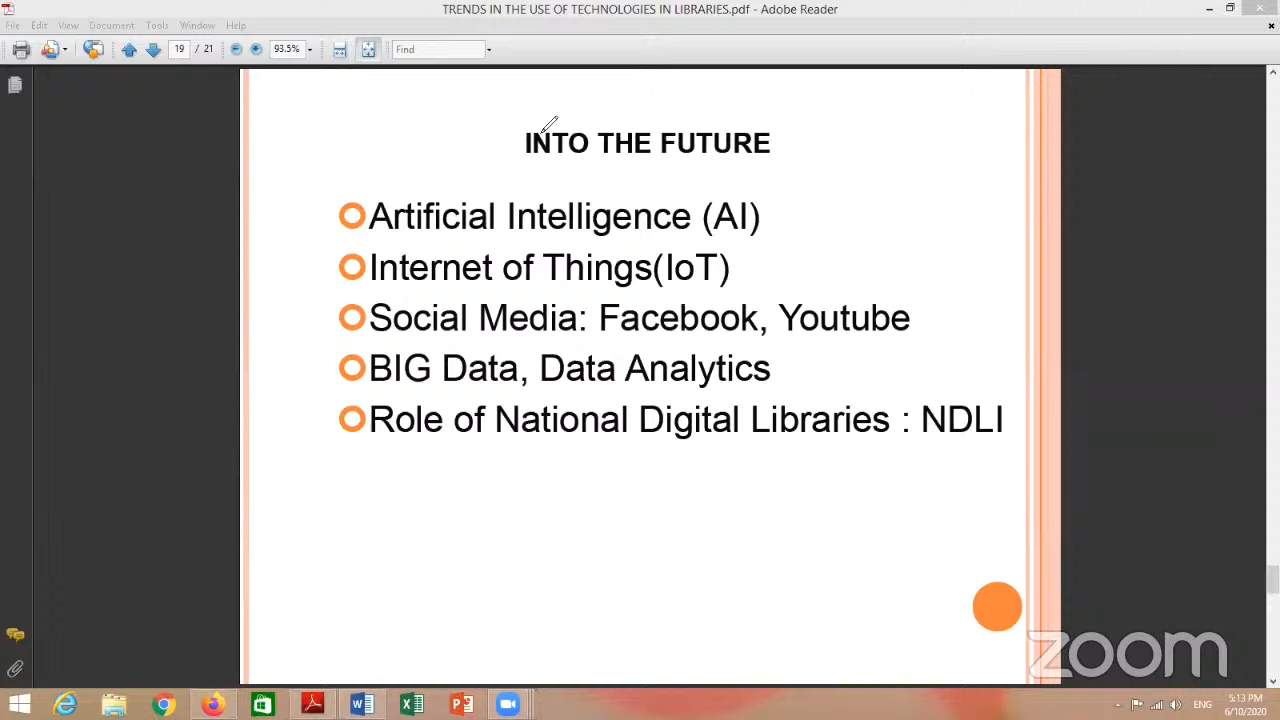 TRENDS IN THE USE OF TECHNOLOGIES IN LIBRARIES.pdf - Adobe Reader
File Edit View Document Tools Window Help
19 / 21 93.5% Find
INTO THE FUTURE
Artificial Intelligence (AI)
Internet of Things(IoT)
Social Media: Facebook, Youtube
BIG Data, Data Analytics
Role of National Digital Libraries : NDLI
zoom
ENG
5:13 PM
6/10/2020